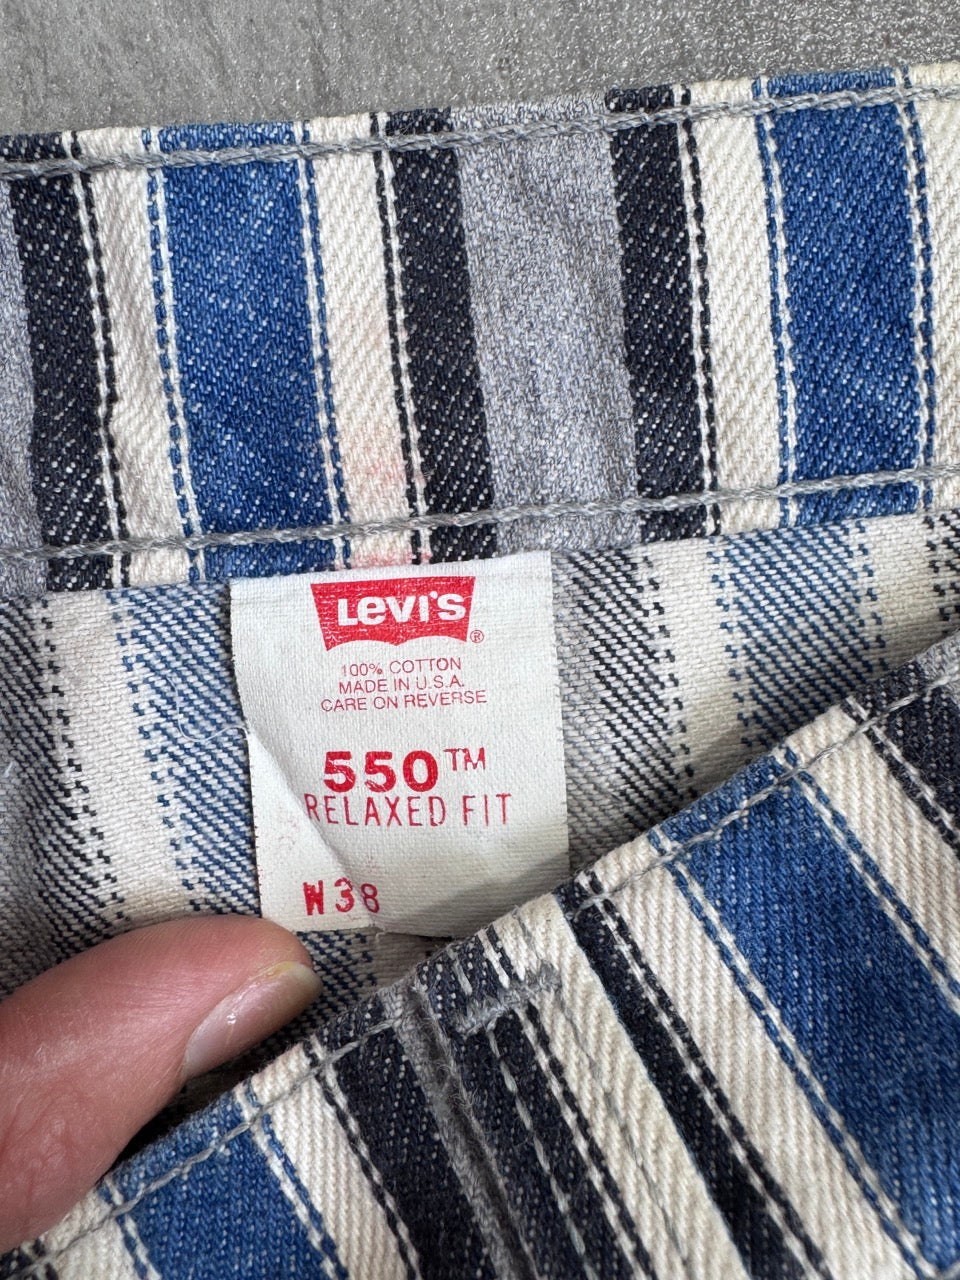 Levi's®
100% COTTON
MADE IN U.S.A.
CARE ON REVERSE
550™
RELAXED FIT
W38